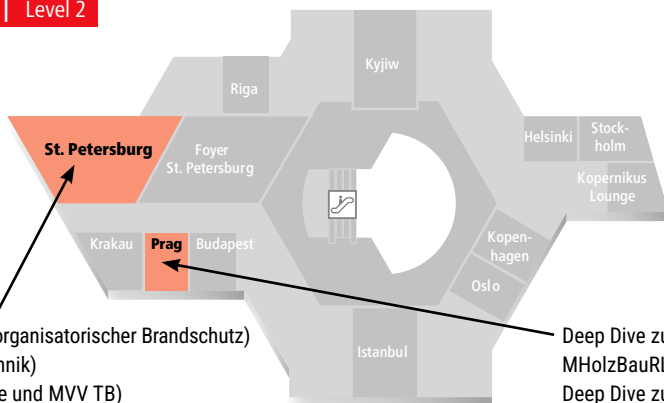 | Level 2
Kyjiw
Riga
St. Petersburg
Foyer
St. Petersburg
Helsinki
Stock-
holm
Kopernikus
Lounge
Krakau
Prag
Budapest
Kopen-
hagen
Oslo
Istanbul
organisatorischer Brandschutz)
und MVV TB)
Deep Dive zu
MHolzBauRL
Deep Dive zu